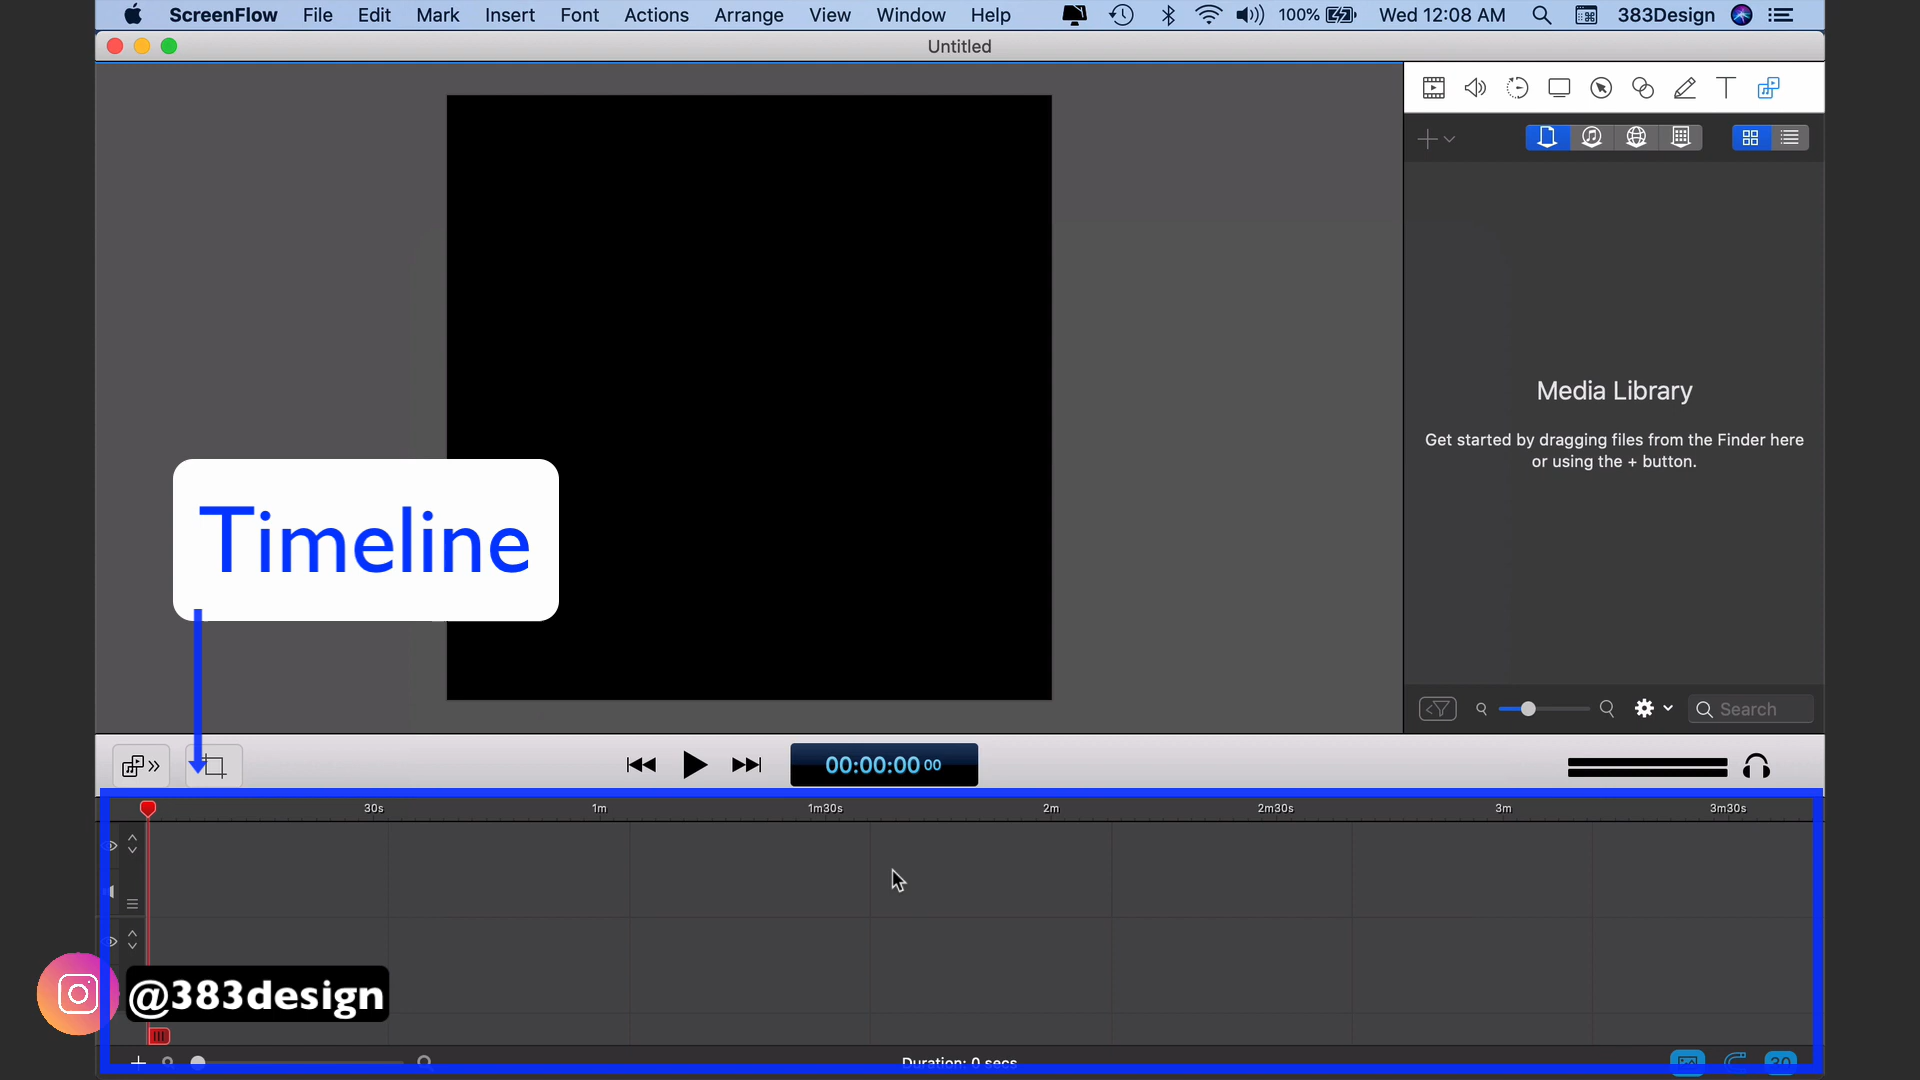 ScreenFlow File Edit Mark Insert Font Actions Arrange View Window Help 100% Wed 12:08 AM 383Design
Untitled
Media Library
Get started by dragging files from the Finder here
or using the + button.
Timeline
Search
00:00:00 00
30s 1m 1m30s 2m 2m30s 3m 3m30s
@383design
Duration: 0 secs
30